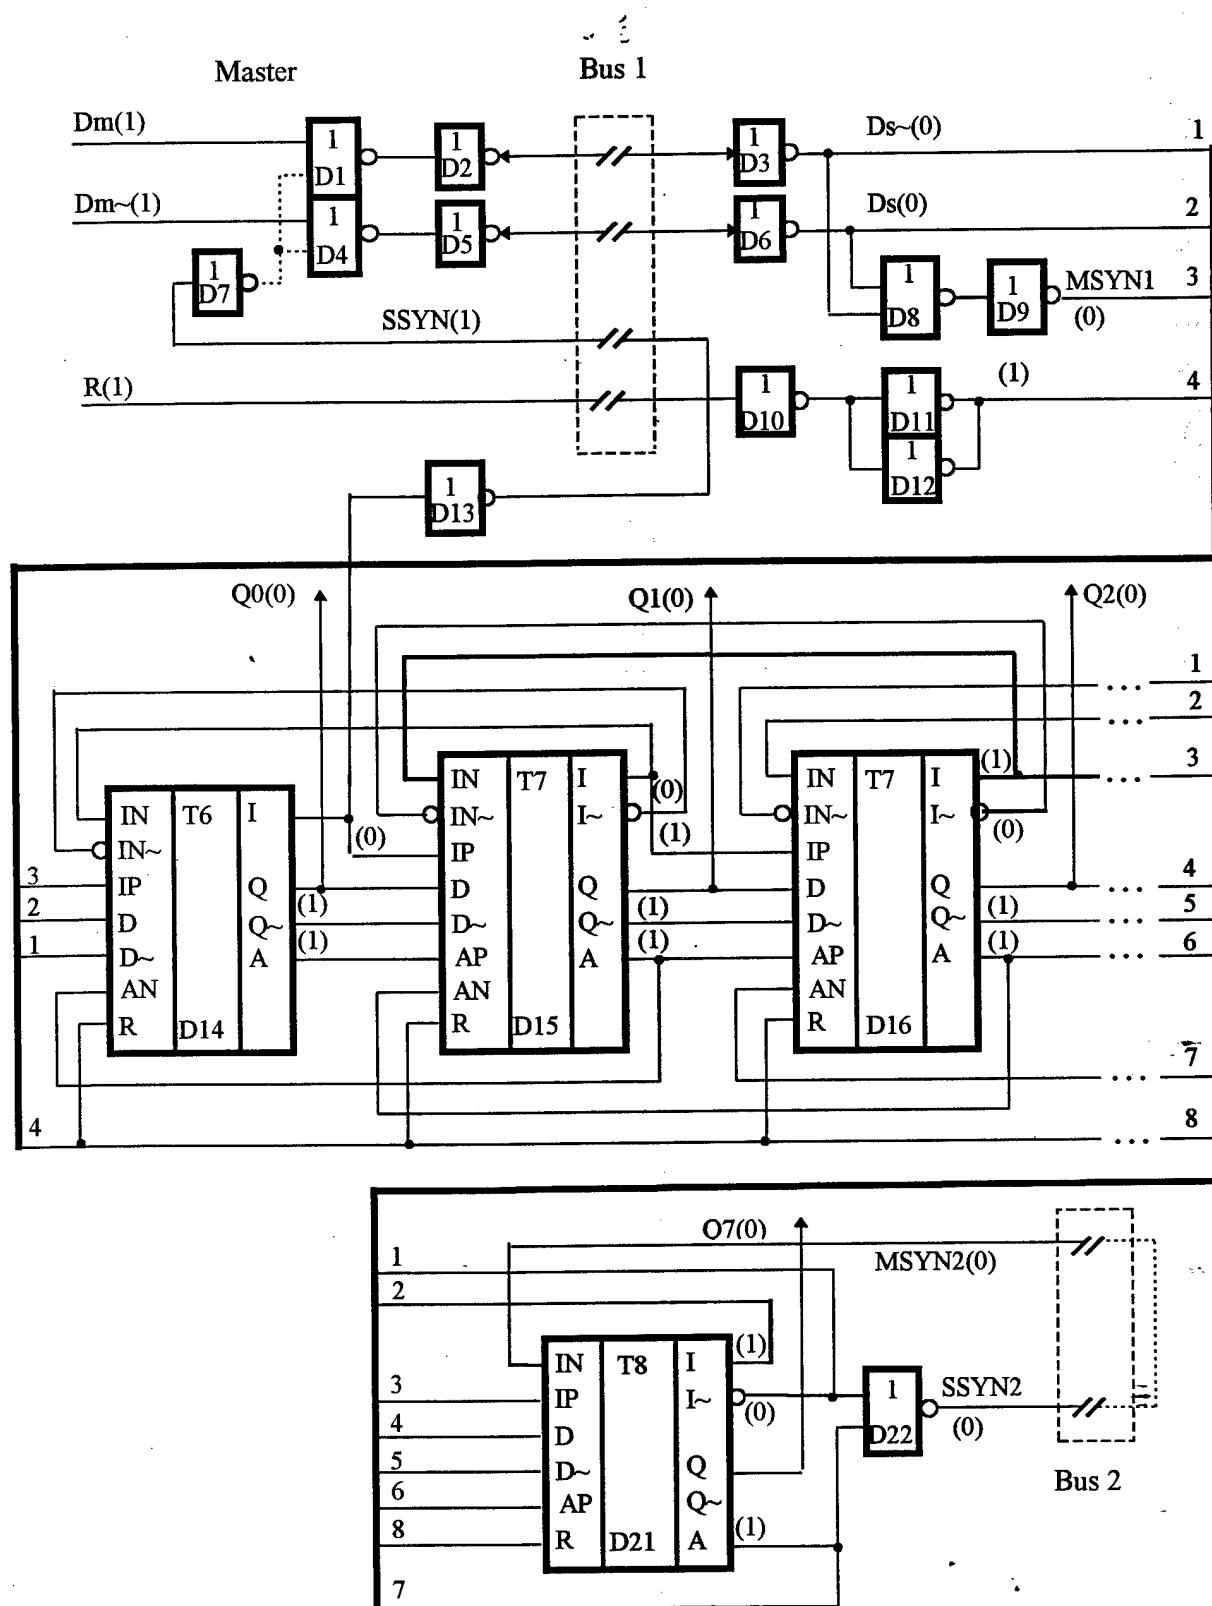 Master
Bus 1
Dm(1)
1
D1
1
D2
1
D3
Ds~(0)
1
Dm~(1)
1
D4
1
D5
1
D6
Ds(0)
2
1
D7
SSYN(1)
1
D8
1
D9
MSYN1
(0)
3
R(1)
1
D10
1
D11
1
D12
(1)
4
1
D13
Q0(0)
Q1(0)
Q2(0)
1
2
3
4
5
6
7
8
...
...
...
...
...
...
...
...
3
2
1
4
IN
IN~
IP
D
D~
AN
R
T6
D14
I
Q
Q~
A
(0)
(1)
(1)
IN
IN~
IP
D
D~
AP
AN
R
T7
D15
I
I~
Q
Q~
A
(0)
(1)
(1)
(1)
IN
IN~
IP
D
D~
AP
AN
R
T7
D16
I
I~
Q
Q~
A
(1)
(0)
(1)
(1)
Q7(0)
MSYN2(0)
1
2
3
4
5
6
8
7
IN
IP
D
D~
AP
R
T8
D21
I
I~
Q
Q~
A
(1)
(0)
(1)
1
D22
SSYN2
(0)
Bus 2